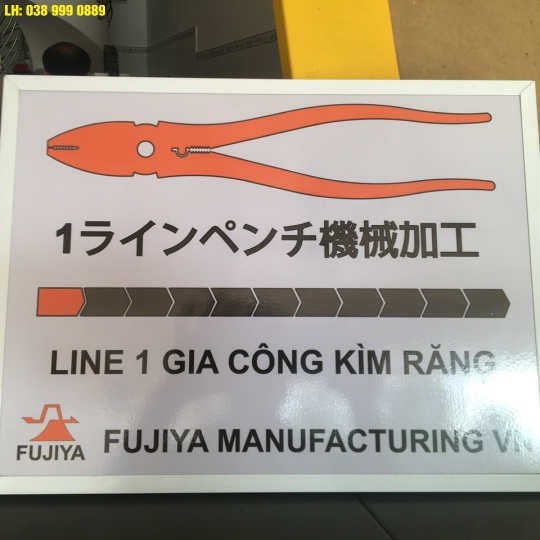 LH: 038 999 0889
1ラインペンチ機械加工
LINE 1 GIA CÔNG KÌM RĂNG
FUJIYA
FUJIYA MANUFACTURING VN